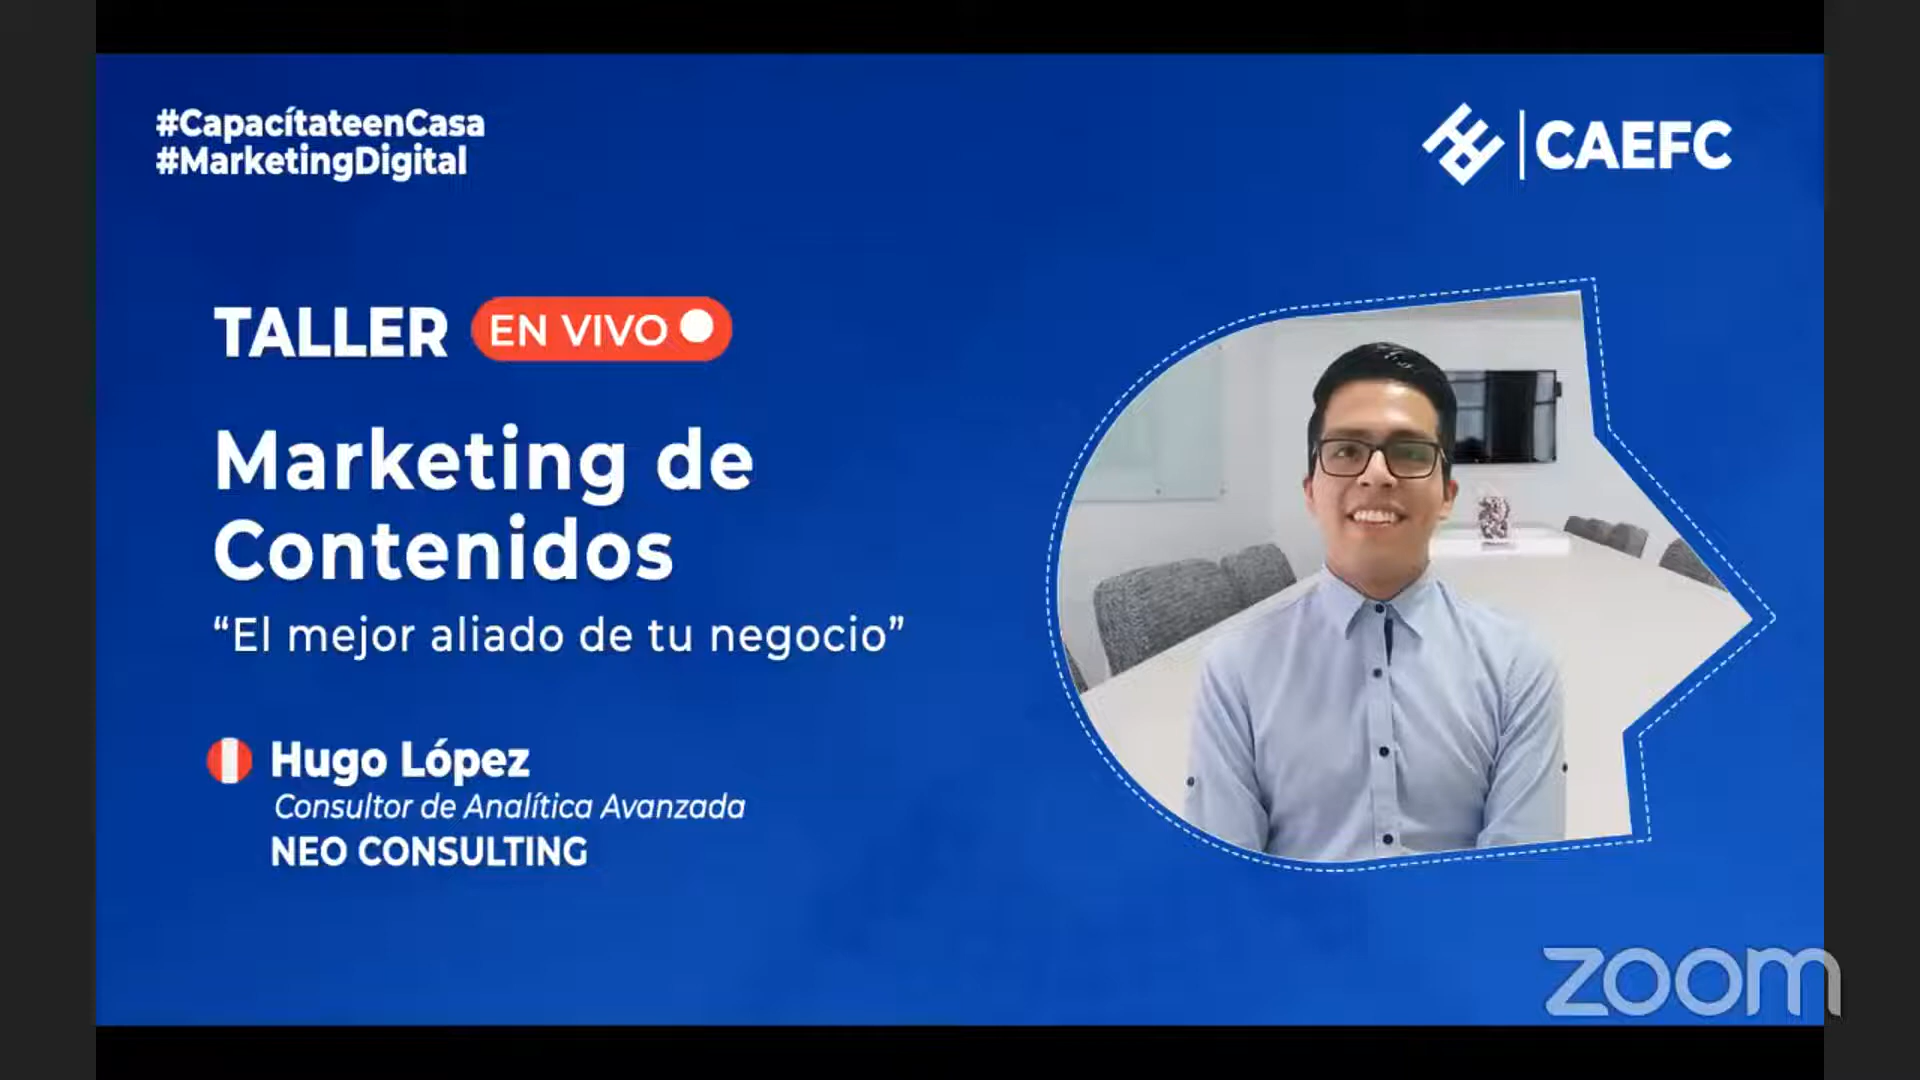 #CapacítateenCasa
#MarketingDigital
CAEFC
TALLER EN VIVO
Marketing de
Contenidos
“El mejor aliado de tu negocio”
Hugo López
Consultor de Analítica Avanzada
NEO CONSULTING
zoom